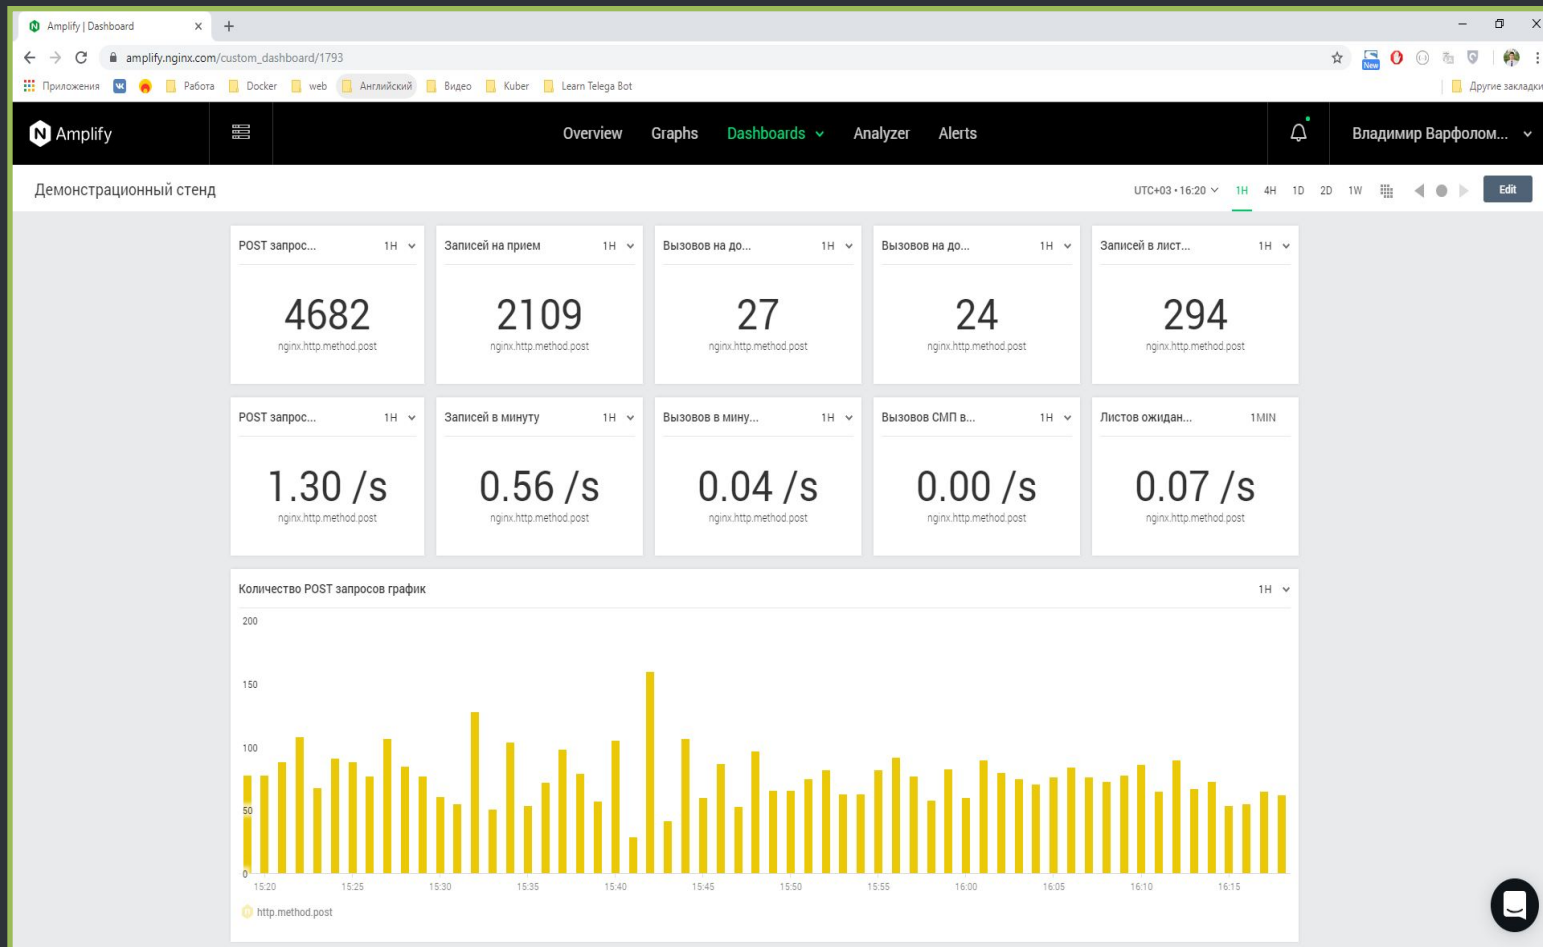 Amplify | Dashboard
amplify.nginx.com/custom_dashboard/1793
New
Приложения Работа Docker web Английский Видео Kuber Learn Telega Bot Другие закладки
N Amplify Overview Graphs Dashboards Analyzer Alerts Владимир Варфолом...
Демонстрационный стенд UTC+03 • 16:20 1H 4H 1D 2D 1W Edit
POST запрос... 1H Записей на прием 1H Вызовов на до... 1H Вызовов на до... 1H Записей в лист... 1H
4682 2109 27 24 294
nginx.http.method.post nginx.http.method.post nginx.http.method.post nginx.http.method.post nginx.http.method.post
POST запрос... 1H Записей в минуту 1H Вызовов в мину... 1H Вызовов СМП в... 1H Листов ожидан... 1MIN
1.30 /s 0.56 /s 0.04 /s 0.00 /s 0.07 /s
nginx.http.method.post nginx.http.method.post nginx.http.method.post nginx.http.method.post nginx.http.method.post
Количество POST запросов график 1H
200
150
100
50
0
15:20 15:25 15:30 15:35 15:40 15:45 15:50 15:55 16:00 16:05 16:10 16:15
http.method.post